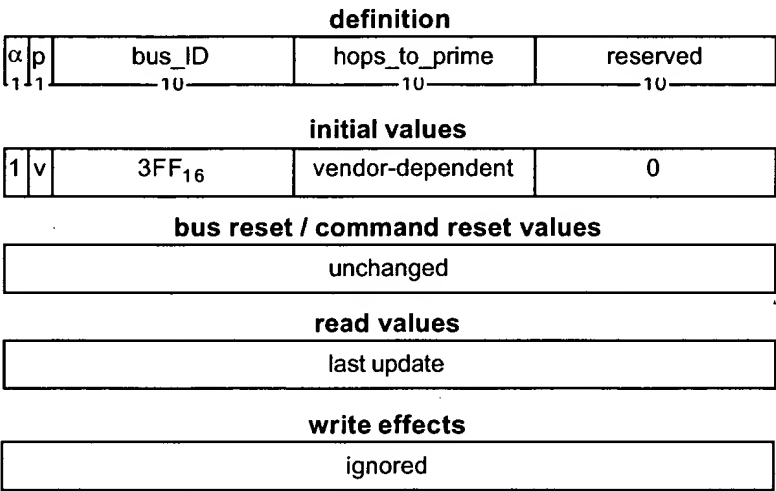 definition
α p bus_ID hops_to_prime reserved
1 1 10 10 10
initial values
1 v 3FF₁₆ vendor-dependent 0
bus reset / command reset values
unchanged
read values
last update
write effects
ignored